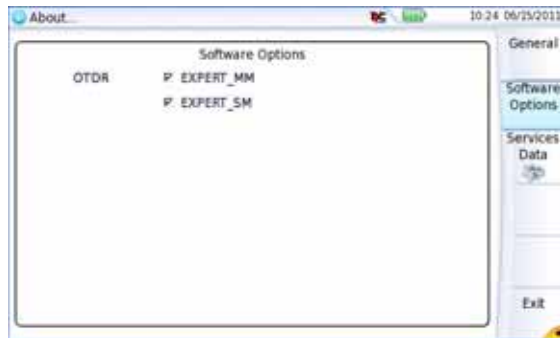 About...
10:24 06/15/2011
Software Options
OTDR EXPERT_MM
EXPERT_SM
General
Software
Options
Services
Data
Exit